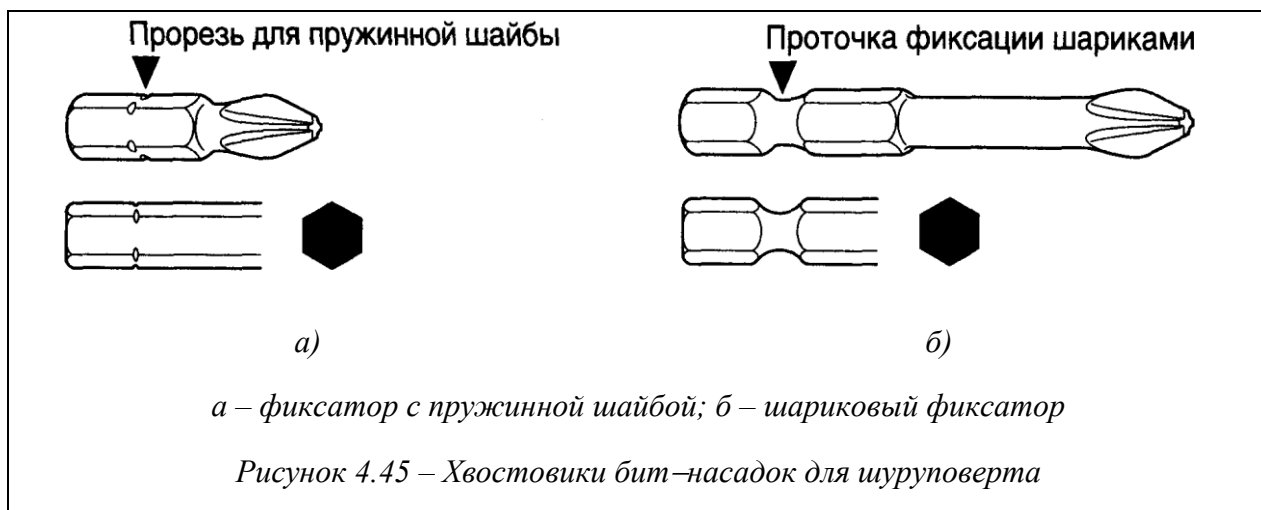 Прорезь для пружинной шайбы
Проточка фиксации шариками
а)
б)
а – фиксатор с пружинной шайбой; б – шариковый фиксатор
Рисунок 4.45 – Хвостовики бит–насадок для шуруповерта